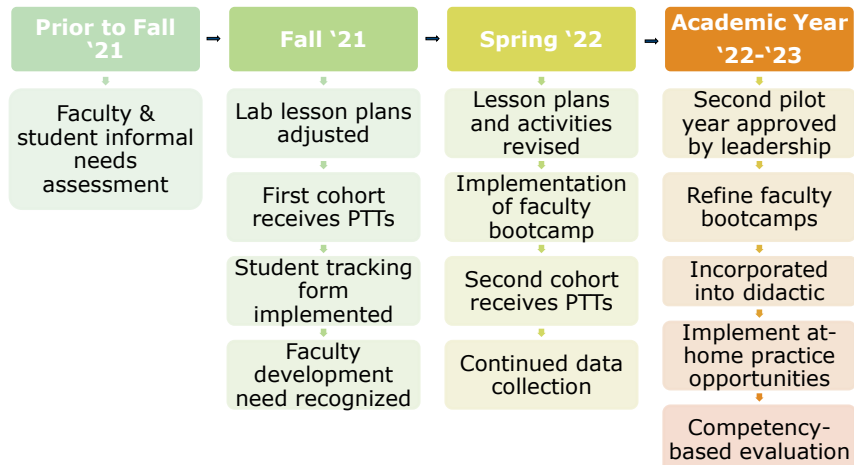 Prior to Fall
‘21
Faculty &
student informal
needs
assessment
Fall ‘21
Lab lesson plans
adjusted
First cohort
receives PTTs
Student tracking
form
implemented
Faculty
development
need recognized
Spring ‘22
Lesson plans
and activities
revised
Implementation
of faculty
bootcamp
Second cohort
receives PTTs
Continued data
collection
Academic Year
‘22-‘23
Second pilot
year approved
by leadership
Refine faculty
bootcamps
Incorporated
into didactic
Implement at-
home practice
opportunities
Competency-
based evaluation